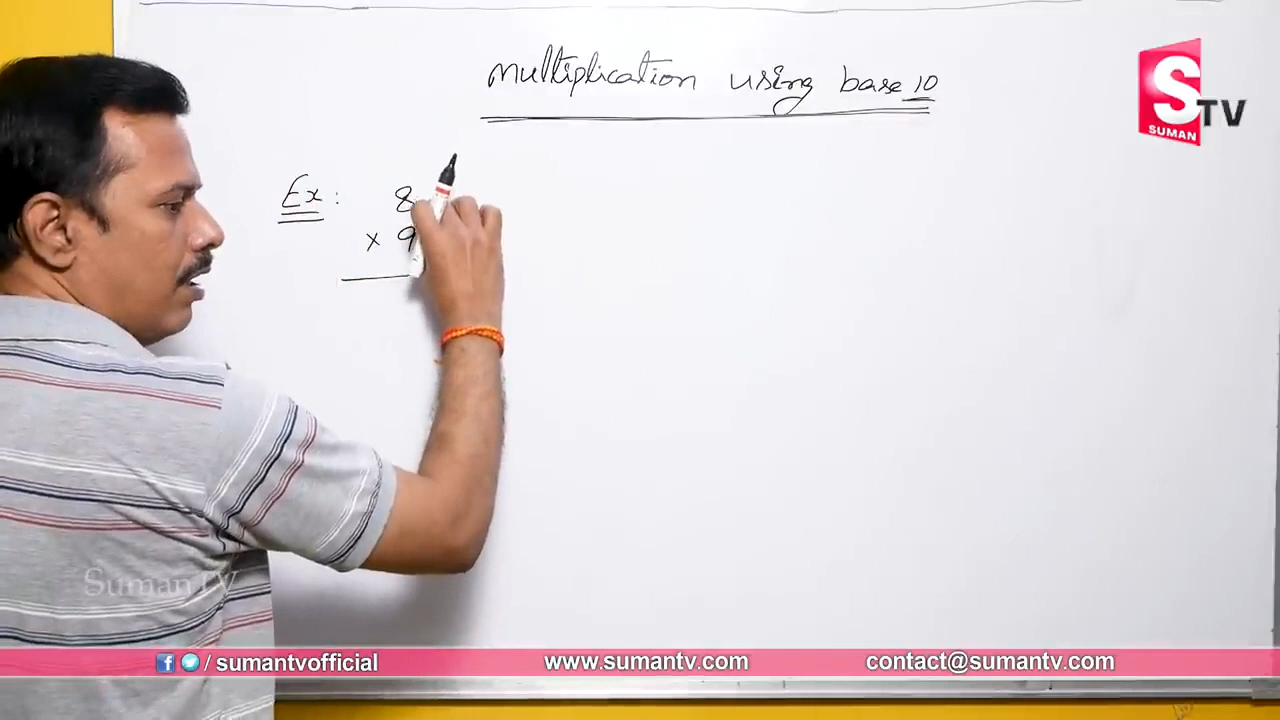 multiplication using base 10
S TV
SUMAN
Ex : 8
x 9
Suman TV
/ sumantvofficial
www.sumantv.com
contact@sumantv.com